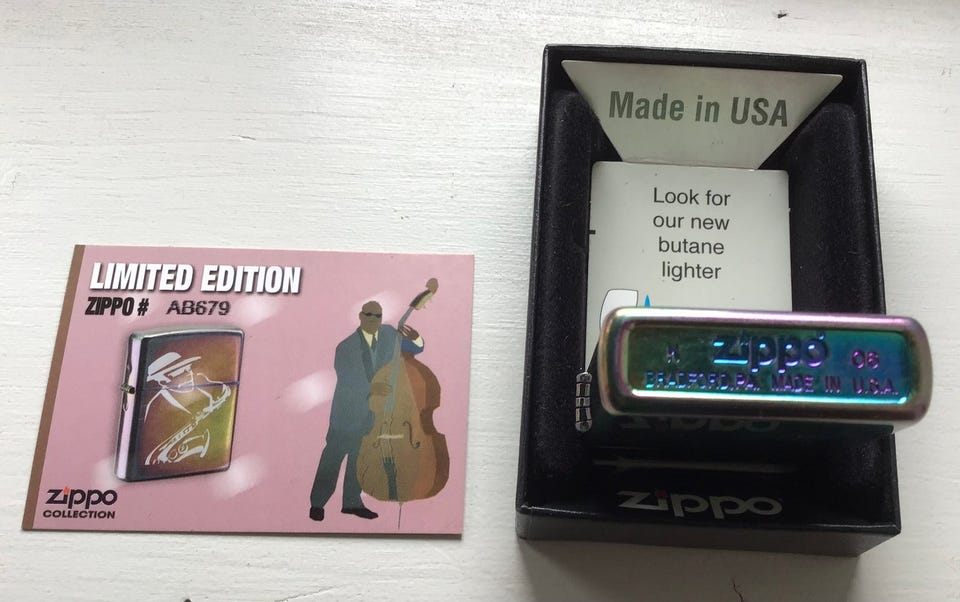 LIMITED EDITION
ZIPPO # AB679
zippo
COLLECTION
Made in USA
Look for
our new
butane
lighter
N zippo 06
BRADFORD, PA. MADE IN U.S.A.
zippo